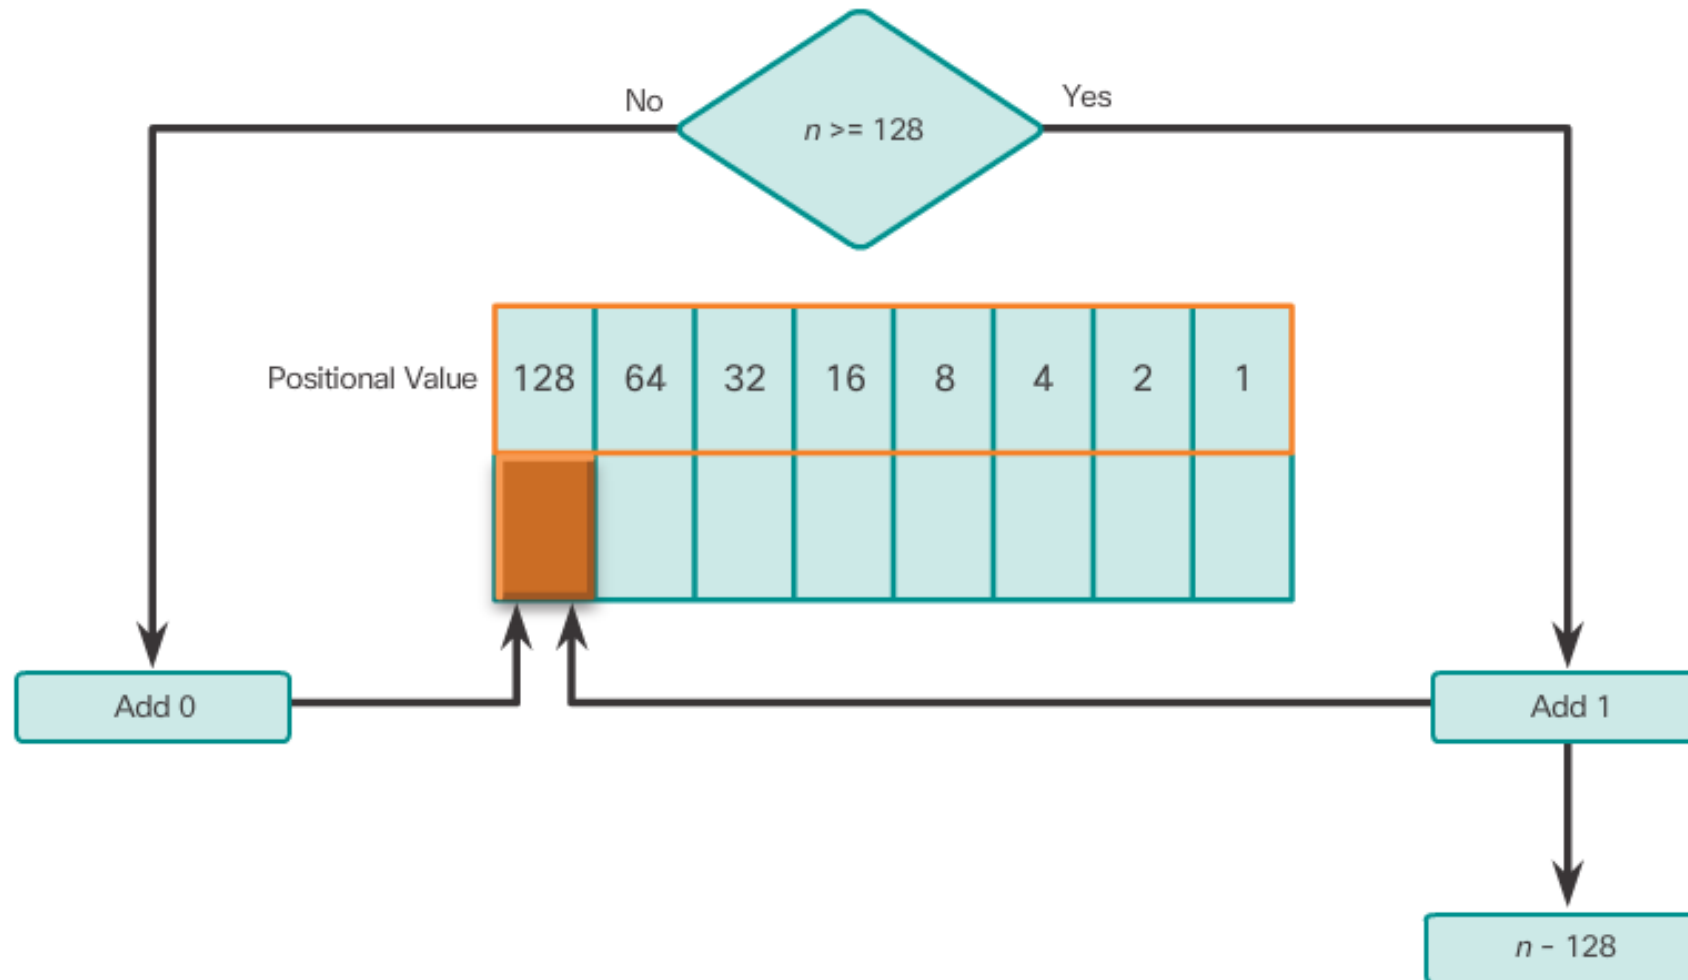 No
Yes
n >= 128
Positional Value
128 64 32 16 8 4 2 1
Add 0
Add 1
n - 128